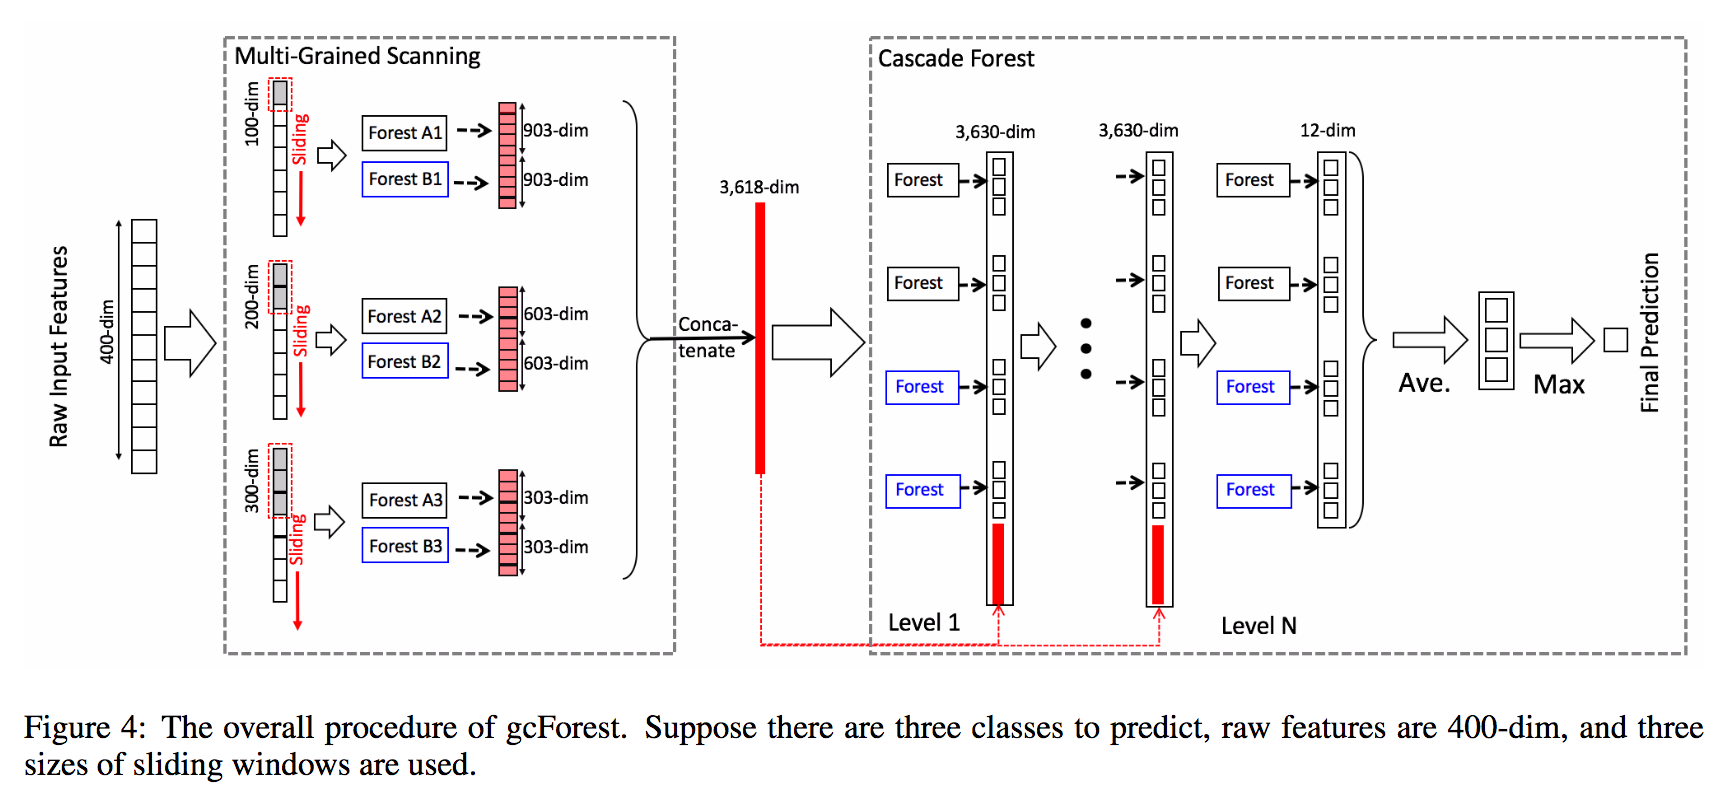 Multi-Grained Scanning
Cascade Forest
Raw Input Features
400-dim
100-dim
Sliding
Forest A1
Forest B1
903-dim
903-dim
200-dim
Sliding
Forest A2
Forest B2
603-dim
603-dim
300-dim
Sliding
Forest A3
Forest B3
303-dim
303-dim
Conca-
tenate
3,618-dim
3,630-dim
Forest
Forest
Forest
Forest
Level 1
3,630-dim
12-dim
Forest
Forest
Forest
Forest
Level N
Ave.
Max
Final Prediction
Figure 4: The overall procedure of gcForest. Suppose there are three classes to predict, raw features are 400-dim, and three
sizes of sliding windows are used.